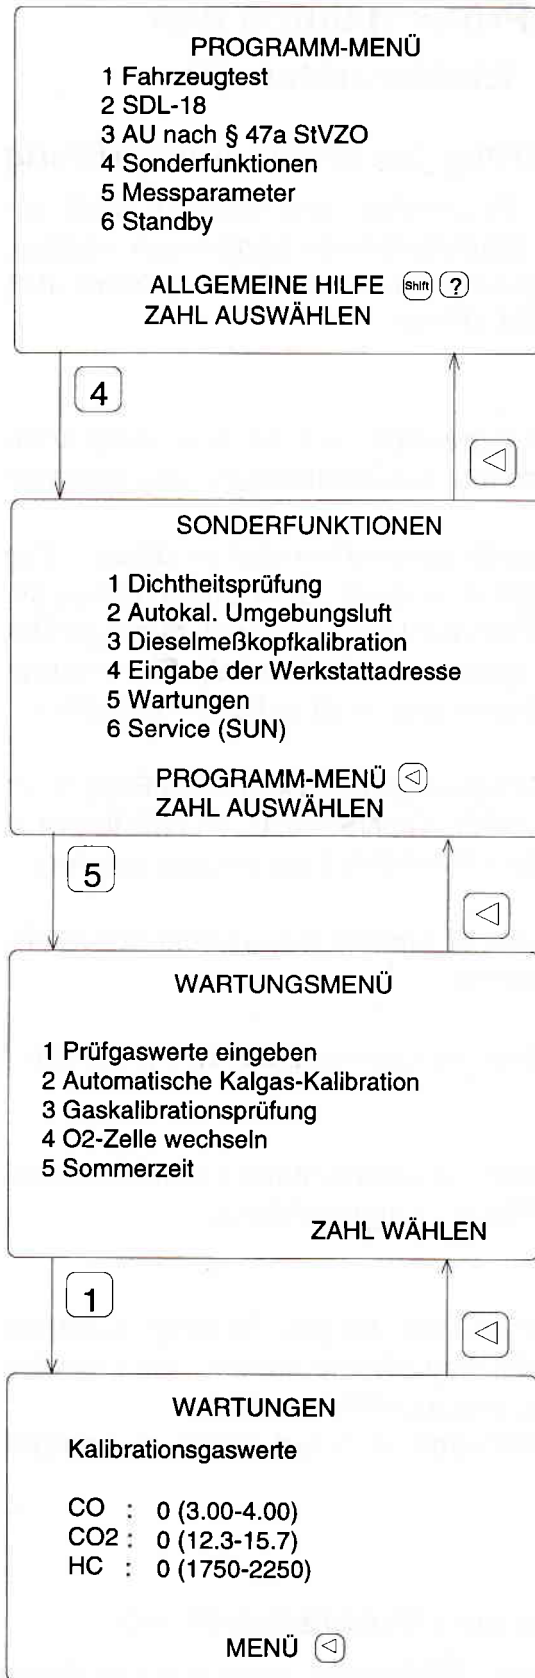 PROGRAMM-MENÜ
1 Fahrzeugtest
2 SDL-18
3 AU nach § 47a StVZO
4 Sonderfunktionen
5 Messparameter
6 Standby
ALLGEMEINE HILFE Shift ?
ZAHL AUSWÄHLEN
4
SONDERFUNKTIONEN
1 Dichtheitsprüfung
2 Autokal. Umgebungsluft
3 Dieselmeßkopfkalibration
4 Eingabe der Werkstattadresse
5 Wartungen
6 Service (SUN)
PROGRAMM-MENÜ
ZAHL AUSWÄHLEN
5
WARTUNGSMENÜ
1 Prüfgaswerte eingeben
2 Automatische Kalgas-Kalibration
3 Gaskalibrationsprüfung
4 O2-Zelle wechseln
5 Sommerzeit
ZAHL WÄHLEN
1
WARTUNGEN
Kalibrationsgaswerte
CO : 0 (3.00-4.00)
CO2 : 0 (12.3-15.7)
HC : 0 (1750-2250)
MENÜ